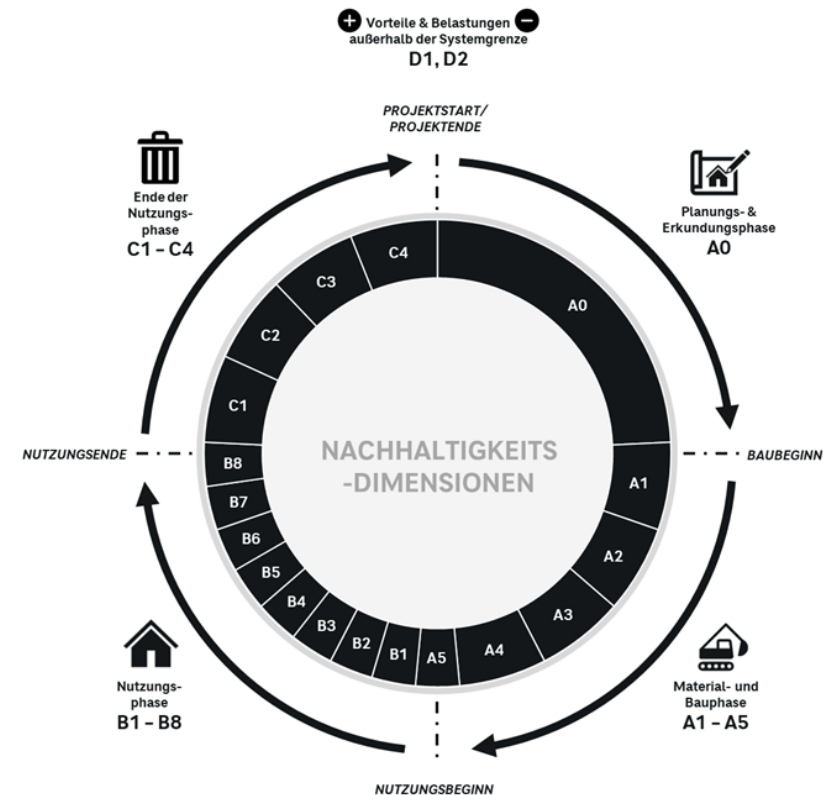 Vorteile & Belastungen
außerhalb der Systemgrenze
D1, D2
PROJEKTSTART/
PROJEKTENDE
Ende der
Nutzungs-
phase
C1 – C4
Planungs- &
Erkundungsphase
A0
C4
C3
C2
C1
A0
NUTZUNGSENDE
BAUBEGINN
NACHHALTIGKEITS
-DIMENSIONEN
B8
B7
B6
B5
B4
B3
B2
B1
A5
A4
A3
A2
A1
Nutzungs-
phase
B1 – B8
Material- und
Bauphase
A1 – A5
NUTZUNGSBEGINN